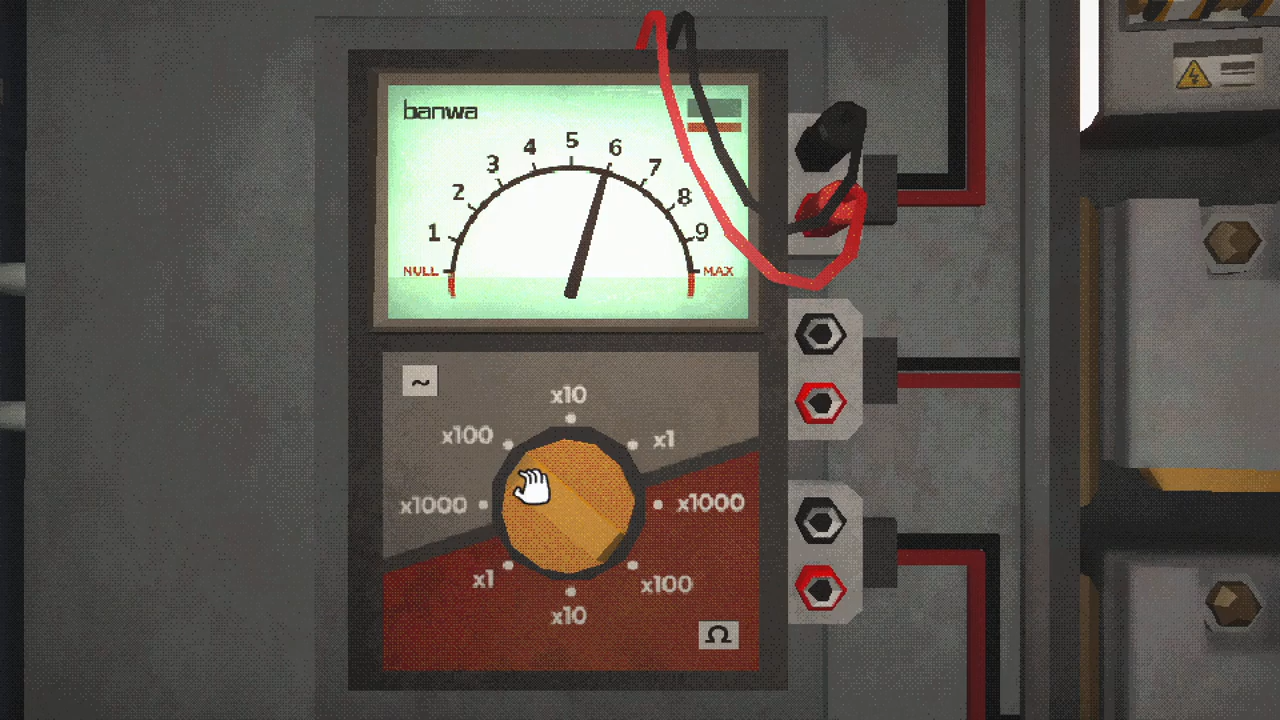 banwa
1 2 3 4 5 6 7 8 9
NULL MAX
~
x10
x100 x1
x1000 x1000
x1 x100
x10
Ω